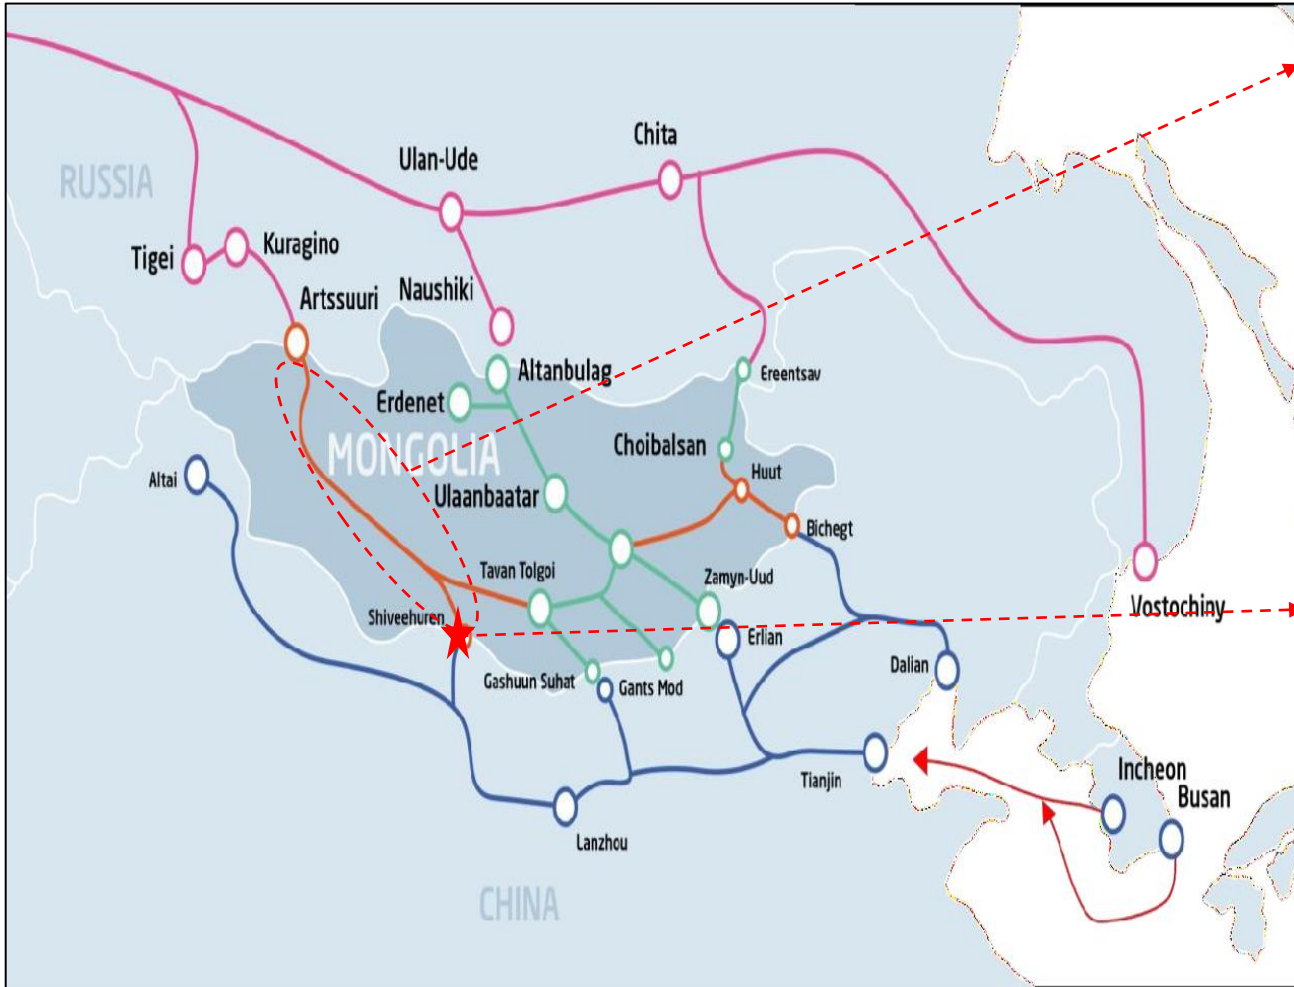 Chita
Ulan-Ude
RUSSIA
Kuragino
Tigei
Naushiki
Artssuuri
Altanbulag
Ereentsav
Erdenet
MONGOLIA
Choibalsan
Huut
Altai
Ulaanbaatar
Bichegt
Tavan Tolgoi
Zamyn-Uud
Vostochiny
Shiveehuren
Erlian
Dalian
Gashuun Suhat
Gants Mod
Incheon
Tianjin
Busan
Lanzhou
CHINA